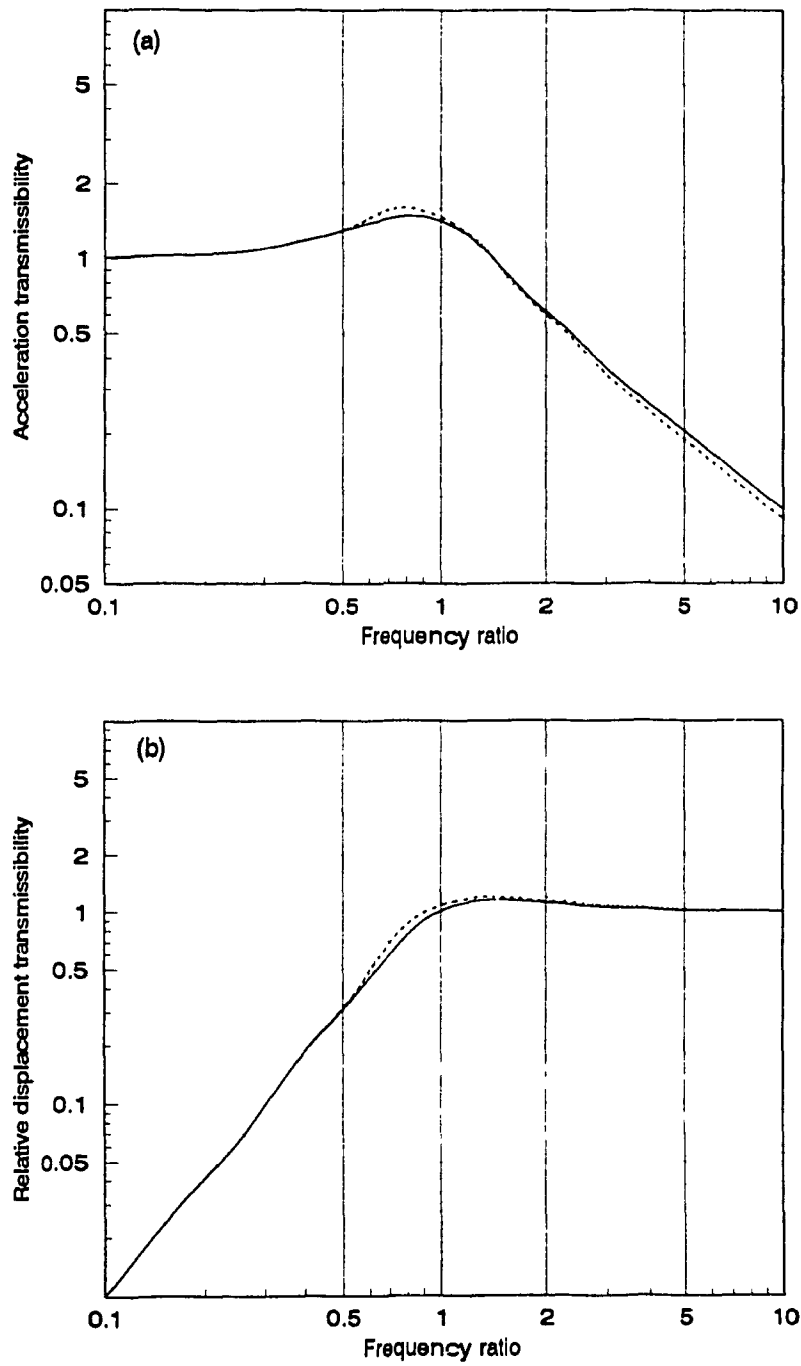 (a)
Acceleration transmissibility
5
2
1
0.5
0.1
0.05
0.1 0.5 1 2 5 10
Frequency ratio
(b)
Relative displacement transmissibility
5
2
1
0.5
0.1
0.05
0.1 0.5 1 2 5 10
Frequency ratio